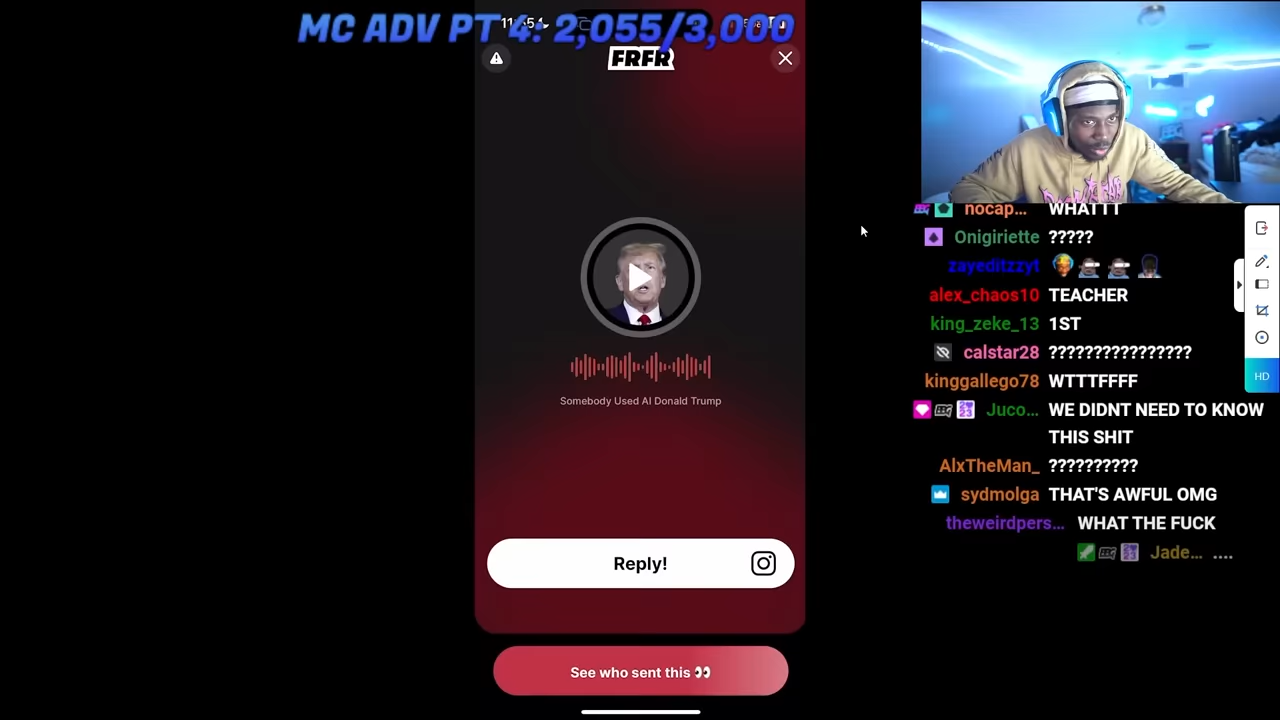 MC ADV PT 4: 2,055/3,000
FRFR
Somebody Used AI Donald Trump
Reply!
See who sent this 👀
nocap... WHATTT
Onigiriette ?????
zayeditzzyt
alex_chaos10 TEACHER
king_zeke_13 1ST
calstar28 ????????????????
kinggallego78 WTTTFFFF
Juco... WE DIDNT NEED TO KNOW
THIS SHIT
AlxTheMan_ ??????????
sydmolga THAT'S AWFUL OMG
theweirdpers... WHAT THE FUCK
Jade... ....
HD